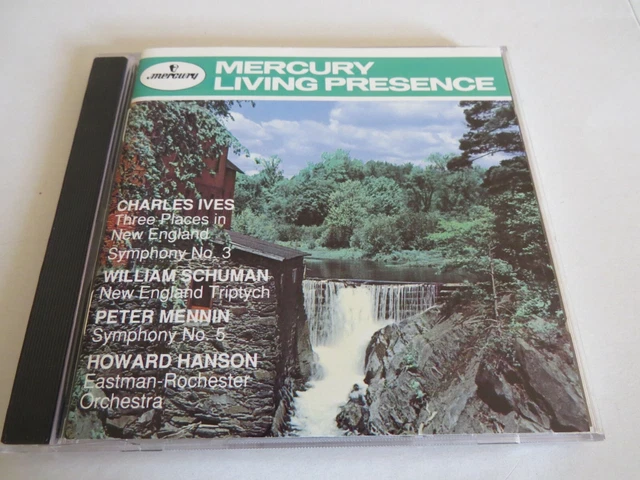 mercury
MERCURY
LIVING PRESENCE
CHARLES IVES
Three Places in
New England
Symphony No. 3
WILLIAM SCHUMAN
New England Triptych
PETER MENNIN
Symphony No. 5
HOWARD HANSON
Eastman-Rochester
Orchestra